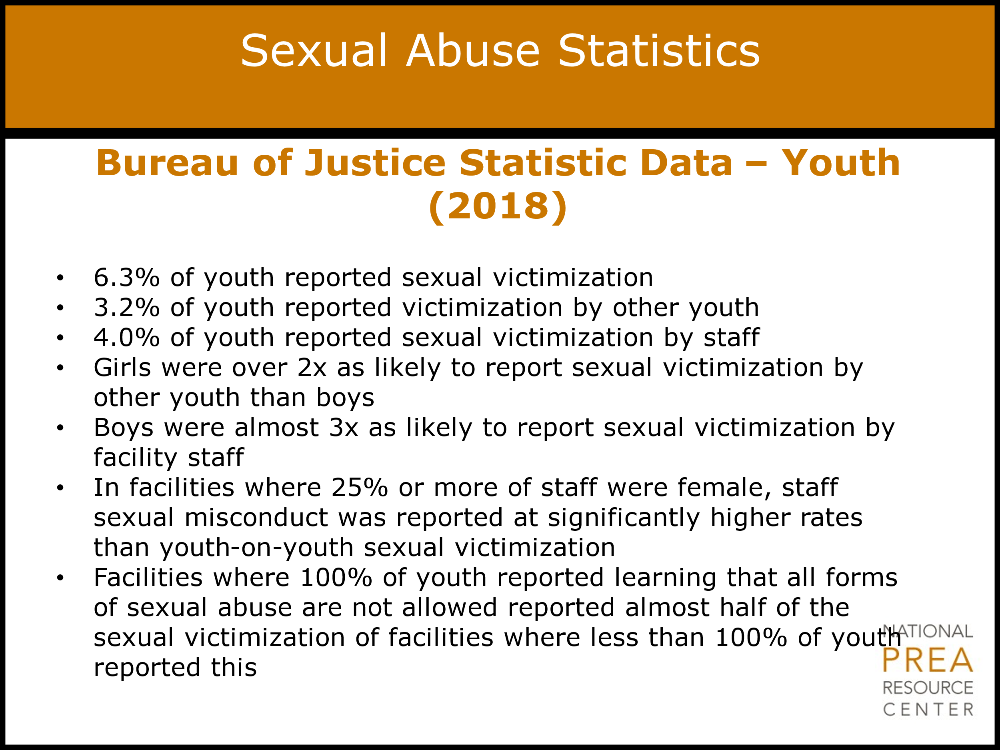 Sexual Abuse Statistics
Bureau of Justice Statistic Data – Youth
(2018)
• 6.3% of youth reported sexual victimization
• 3.2% of youth reported victimization by other youth
• 4.0% of youth reported sexual victimization by staff
• Girls were over 2x as likely to report sexual victimization by
other youth than boys
• Boys were almost 3x as likely to report sexual victimization by
facility staff
• In facilities where 25% or more of staff were female, staff
sexual misconduct was reported at significantly higher rates
than youth-on-youth sexual victimization
• Facilities where 100% of youth reported learning that all forms
of sexual abuse are not allowed reported almost half of the
sexual victimization of facilities where less than 100% of youth
reported this
NATIONAL
PREA
RESOURCE
CENTER